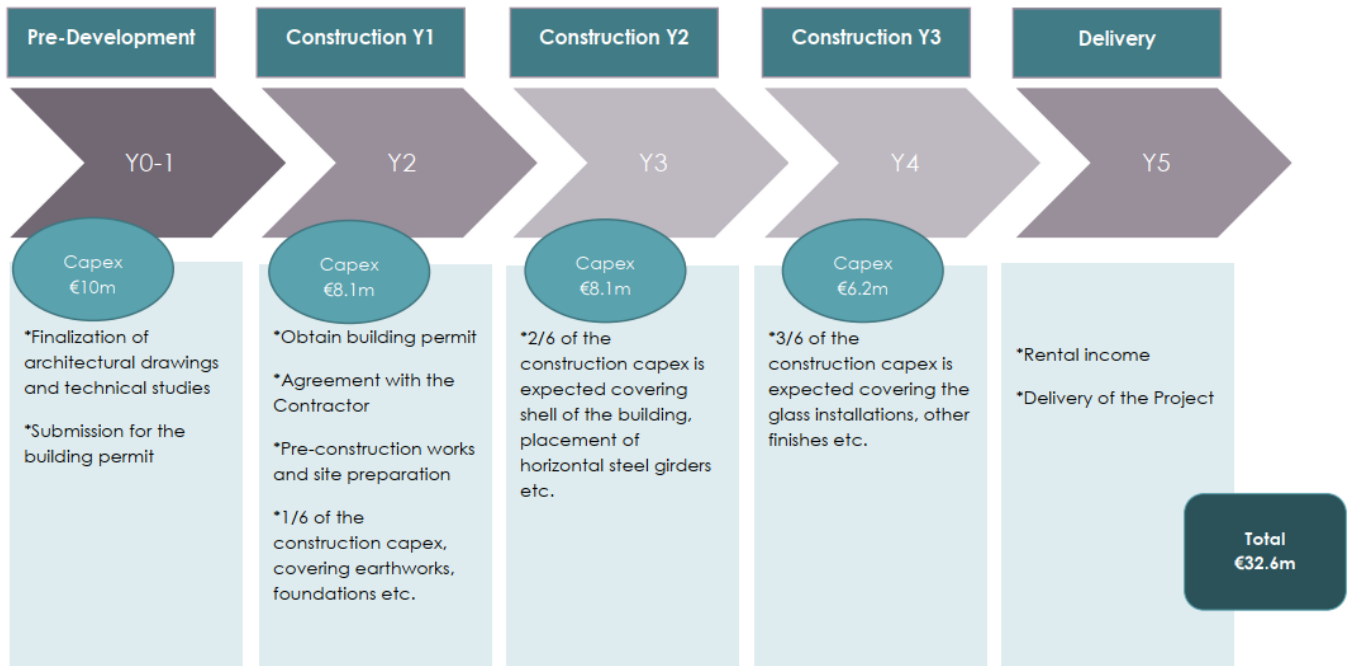 Pre-Development
Construction Y1
Construction Y2
Construction Y3
Delivery
Y0-1
Y2
Y3
Y4
Y5
Capex
€10m
*Finalization of
architectural drawings
and technical studies
*Submission for the
building permit
Capex
€8.1m
*Obtain building permit
*Agreement with the
Contractor
*Pre-construction works
and site preparation
*1/6 of the
construction capex,
covering earthworks,
foundations etc.
Capex
€8.1m
*2/6 of the
construction capex is
expected covering
shell of the building,
placement of
horizontal steel girders
etc.
Capex
€6.2m
*3/6 of the
construction capex is
expected covering the
glass installations, other
finishes etc.
*Rental income
*Delivery of the Project
Total
€32.6m